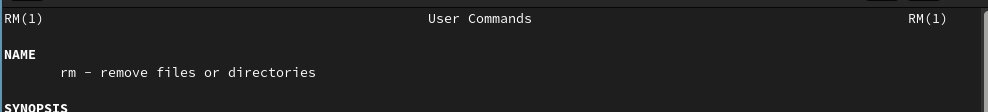 RM(1) User Commands RM(1)
NAME
rm - remove files or directories
SYNOPSIS